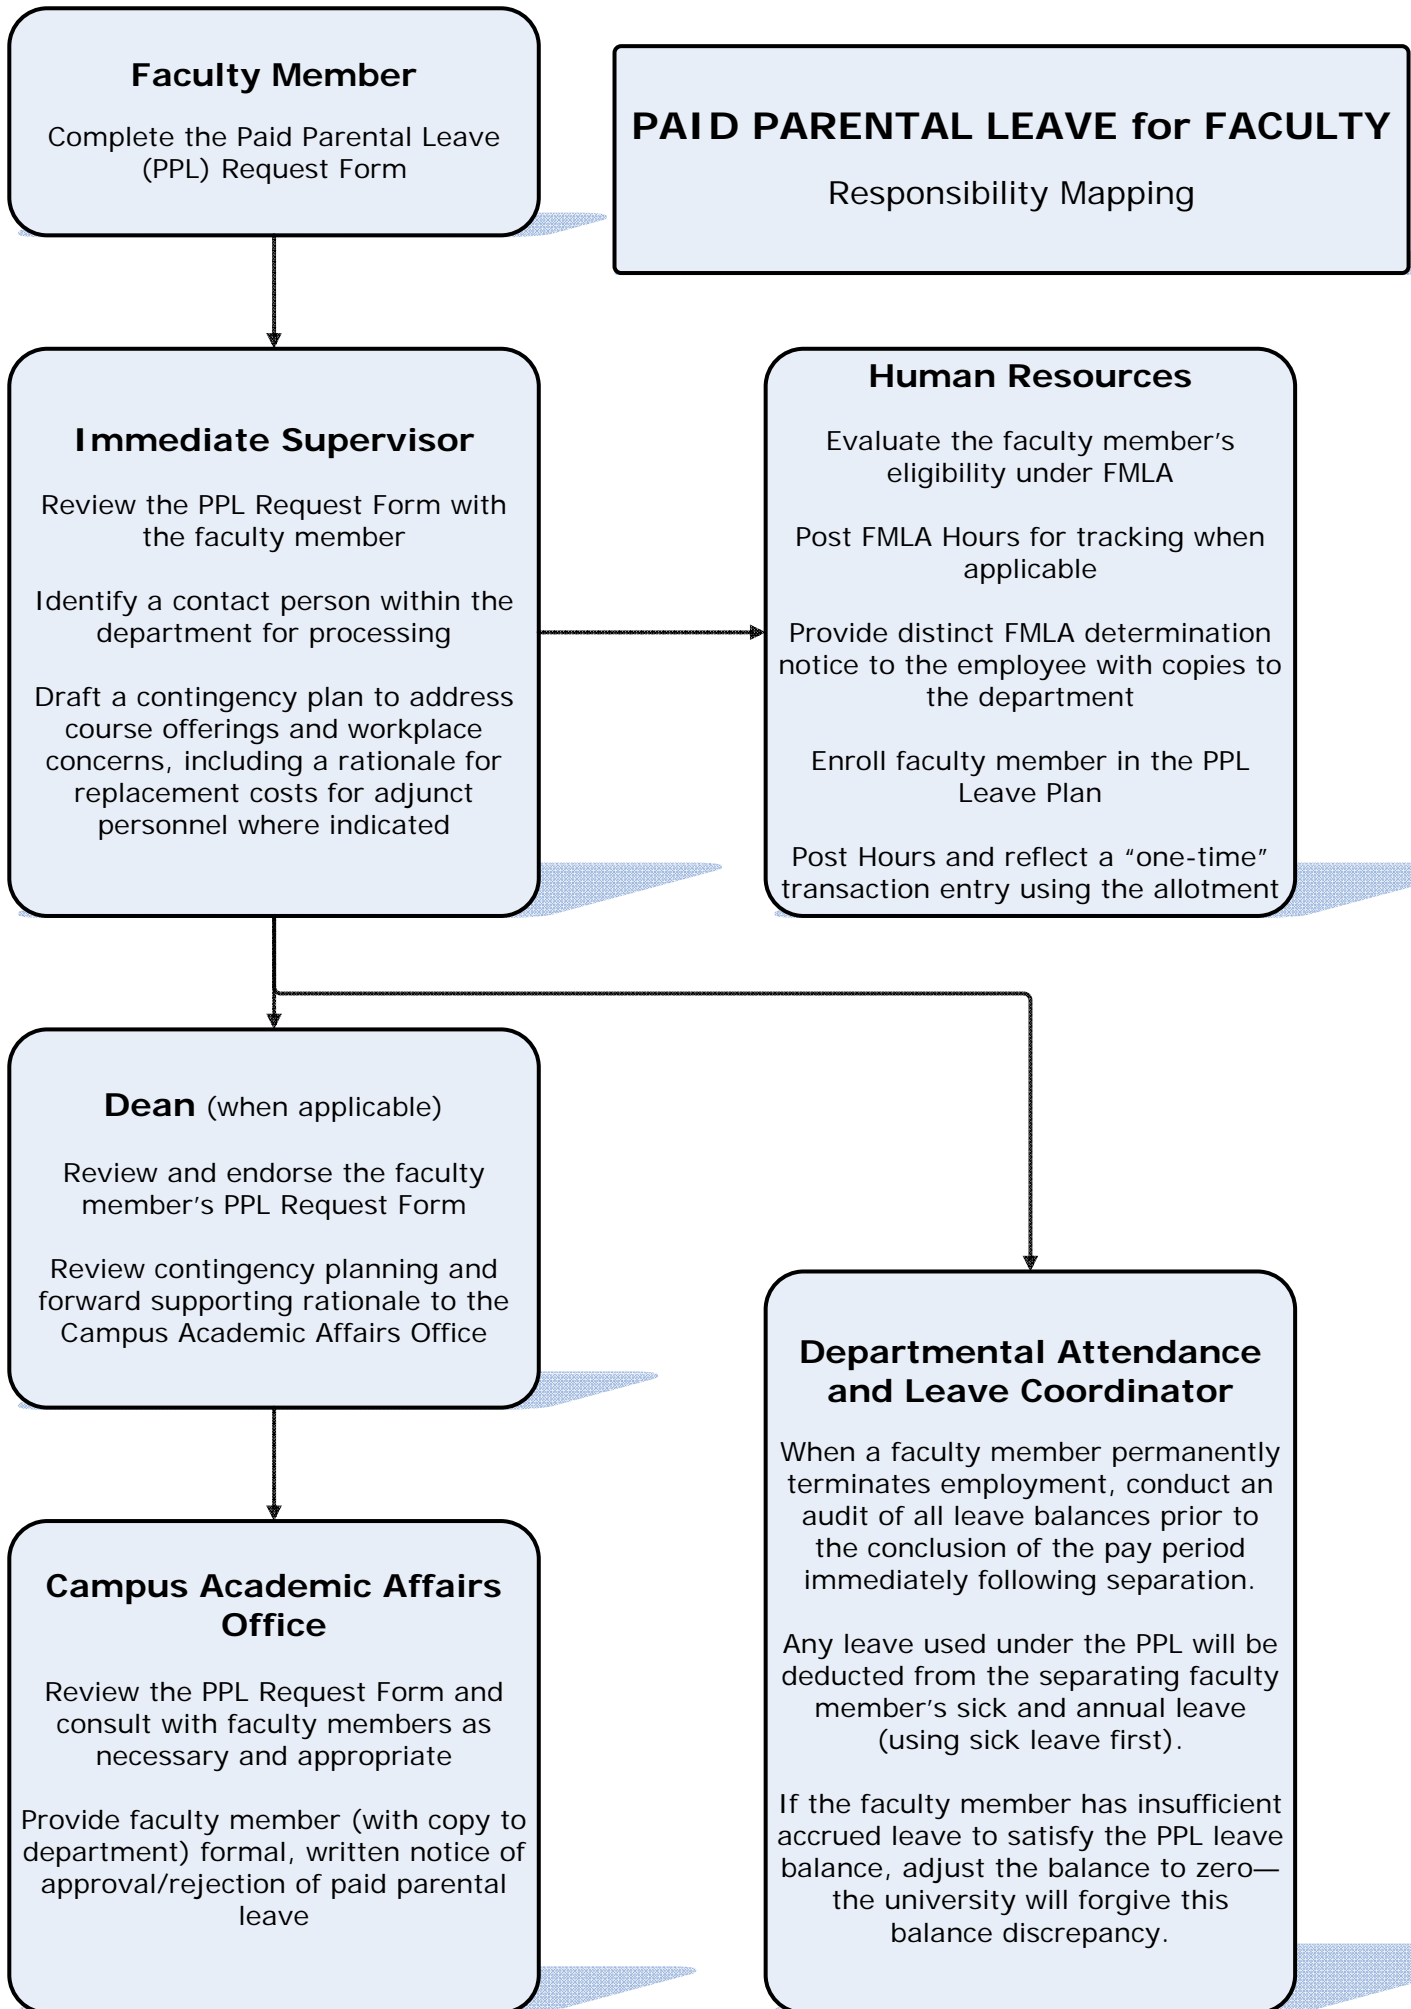 Faculty Member
Complete the Paid Parental Leave
(PPL) Request Form
PAID PARENTAL LEAVE for FACULTY
Responsibility Mapping
Immediate Supervisor
Review the PPL Request Form with
the faculty member
Identify a contact person within the
department for processing
Draft a contingency plan to address
course offerings and workplace
concerns, including a rationale for
replacement costs for adjunct
personnel where indicated
Human Resources
Evaluate the faculty member’s
eligibility under FMLA
Post FMLA Hours for tracking when
applicable
Provide distinct FMLA determination
notice to the employee with copies to
the department
Enroll faculty member in the PPL
Leave Plan
Post Hours and reflect a “one-time”
transaction entry using the allotment
Dean (when applicable)
Review and endorse the faculty
member’s PPL Request Form
Review contingency planning and
forward supporting rationale to the
Campus Academic Affairs Office
Campus Academic Affairs
Office
Review the PPL Request Form and
consult with faculty members as
necessary and appropriate
Provide faculty member (with copy to
department) formal, written notice of
approval/rejection of paid parental
leave
Departmental Attendance
and Leave Coordinator
When a faculty member permanently
terminates employment, conduct an
audit of all leave balances prior to
the conclusion of the pay period
immediately following separation.
Any leave used under the PPL will be
deducted from the separating faculty
member’s sick and annual leave
(using sick leave first).
If the faculty member has insufficient
accrued leave to satisfy the PPL leave
balance, adjust the balance to zero—
the university will forgive this
balance discrepancy.